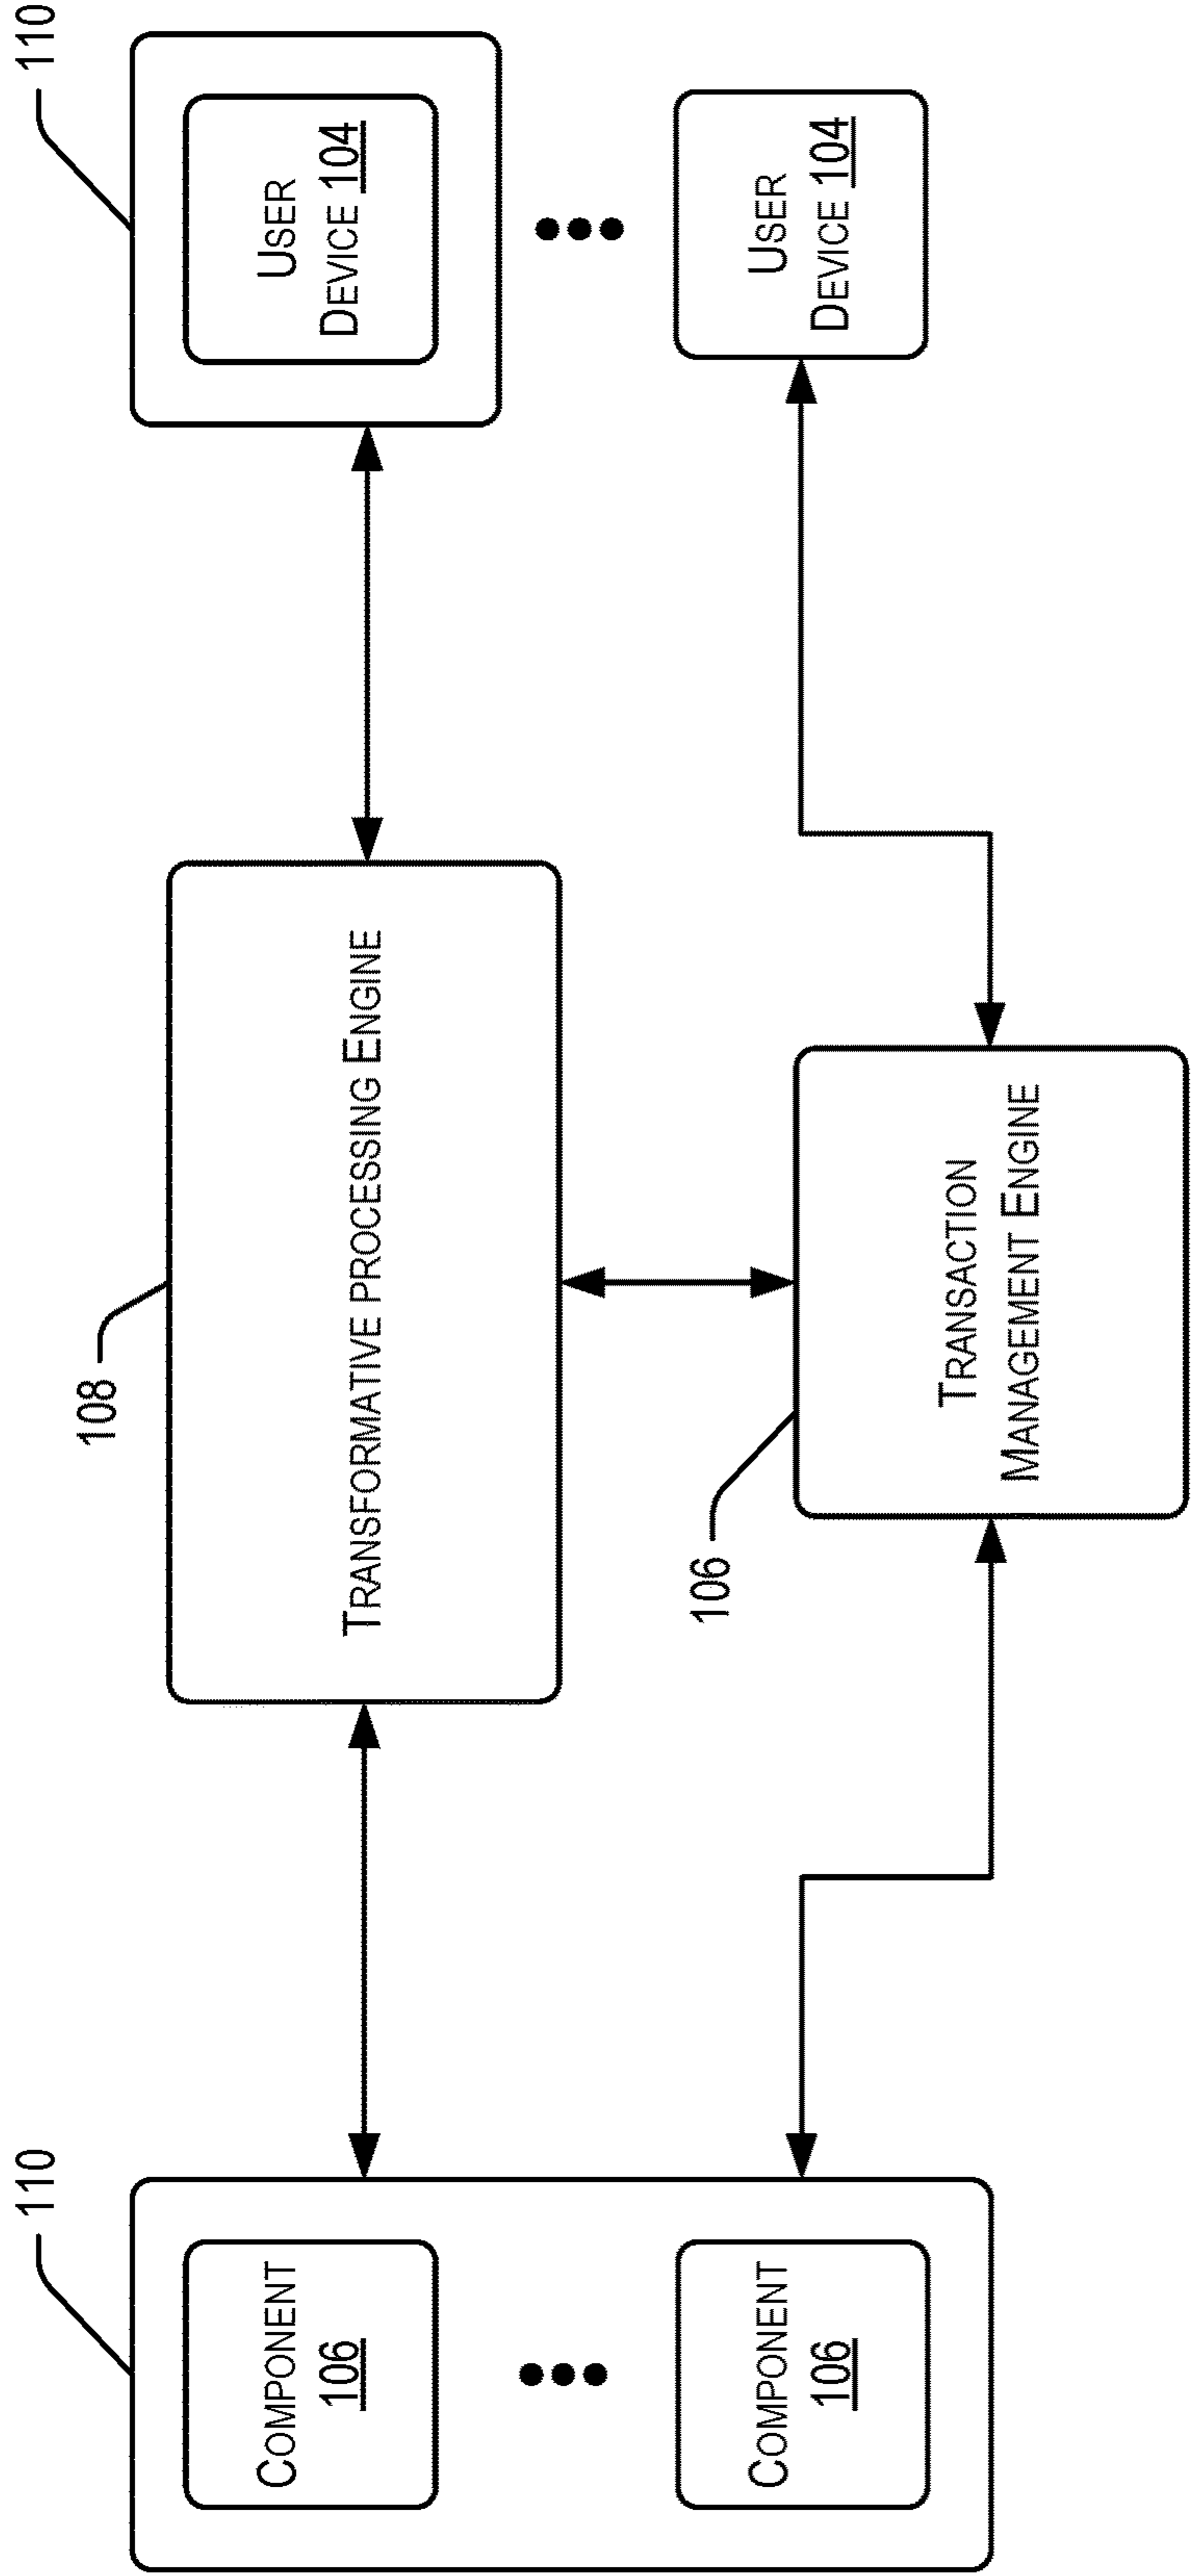 110
108
110
COMPONENT
106
TRANSFORMATIVE PROCESSING ENGINE
USER
DEVICE 104
106
COMPONENT
106
TRANSACTION
MANAGEMENT ENGINE
USER
DEVICE 104